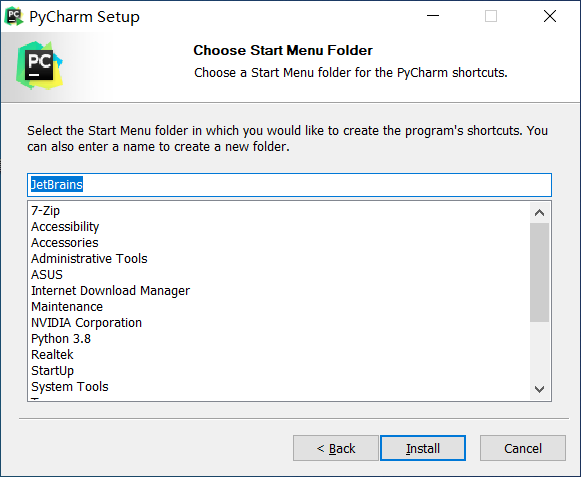 PyCharm Setup
PC
Choose Start Menu Folder
Choose a Start Menu folder for the PyCharm shortcuts.
Select the Start Menu folder in which you would like to create the program's shortcuts. You
can also enter a name to create a new folder.
JetBrains
7-Zip
Accessibility
Accessories
Administrative Tools
ASUS
Internet Download Manager
Maintenance
NVIDIA Corporation
Python 3.8
Realtek
StartUp
System Tools
< Back
Install
Cancel